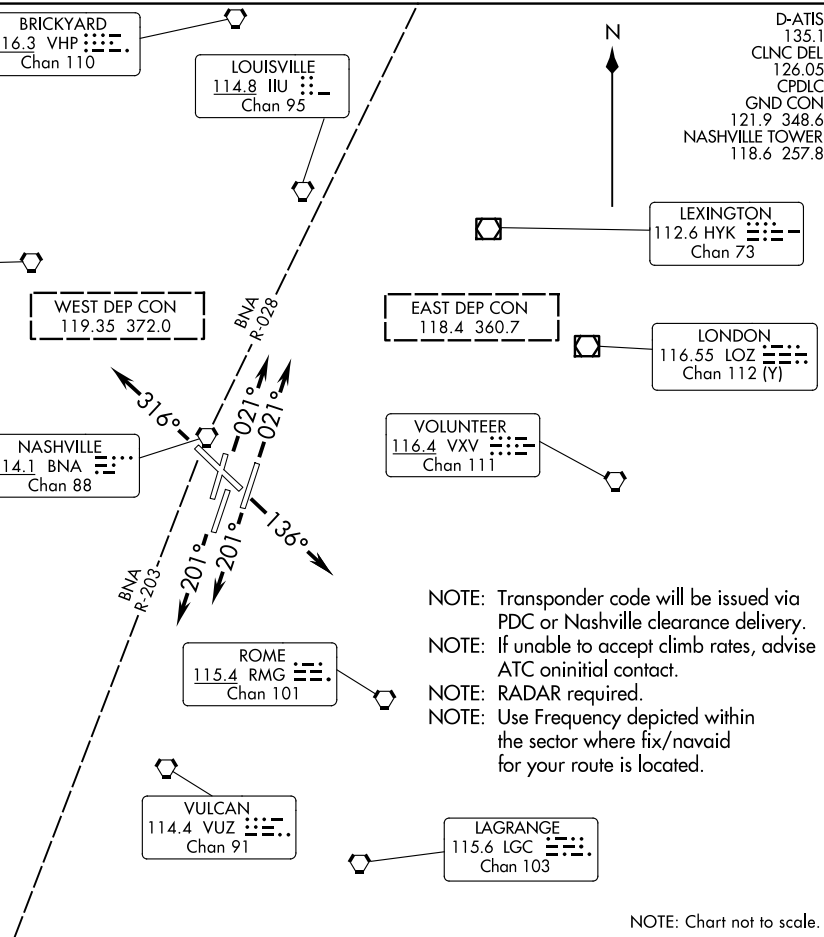 BRICKYARD
16.3 VHP
Chan 110
LOUISVILLE
114.8 IIU
Chan 95
N
D-ATIS
135.1
CLNC DEL
126.05
CPDLC
GND CON
121.9 348.6
NASHVILLE TOWER
118.6 257.8
LEXINGTON
112.6 HYK
Chan 73
WEST DEP CON
119.35 372.0
BNA
R-028
EAST DEP CON
118.4 360.7
LONDON
116.55 LOZ
Chan 112 (Y)
316°
021°
021°
NASHVILLE
14.1 BNA
Chan 88
VOLUNTEER
116.4 VXV
Chan 111
136°
201°
201°
BNA
R-203
NOTE: Transponder code will be issued via
PDC or Nashville clearance delivery.
NOTE: If unable to accept climb rates, advise
ATC oninitial contact.
NOTE: RADAR required.
NOTE: Use Frequency depicted within
the sector where fix/navaid
for your route is located.
ROME
115.4 RMG
Chan 101
VULCAN
114.4 VUZ
Chan 91
LAGRANGE
115.6 LGC
Chan 103
NOTE: Chart not to scale.